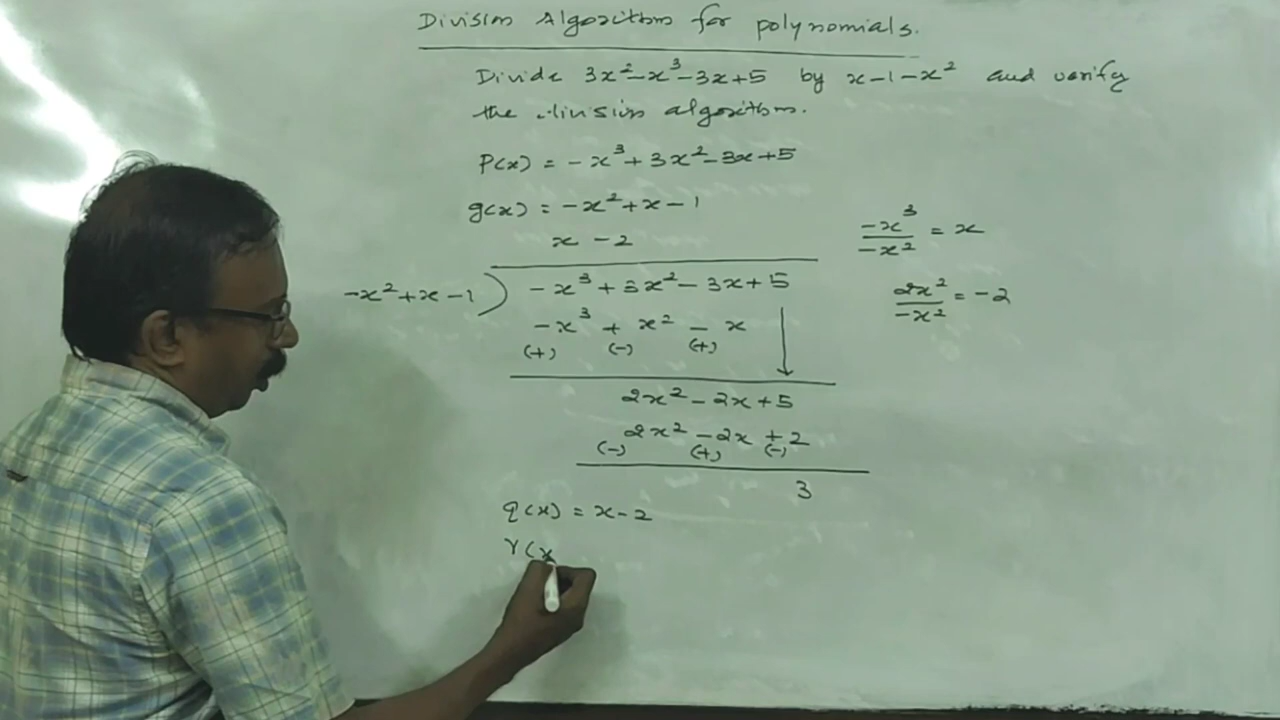 Division Algorithm for polynomials.
Divide 3x²-x³-3x+5 by x-1-x² and verify
the division algorithm.
P(x) = -x³+3x²-3x+5
g(x) = -x²+x-1
x - 2
-x²+x-1 ) -x³+3x²-3x+5
-x³ + x² - x
(+) (-) (+)
2x²-2x+5
2x²-2x+2
(-) (+) (-)
3
q(x) = x-2
r(x
-x³/-x² = x
2x²/-x² = -2